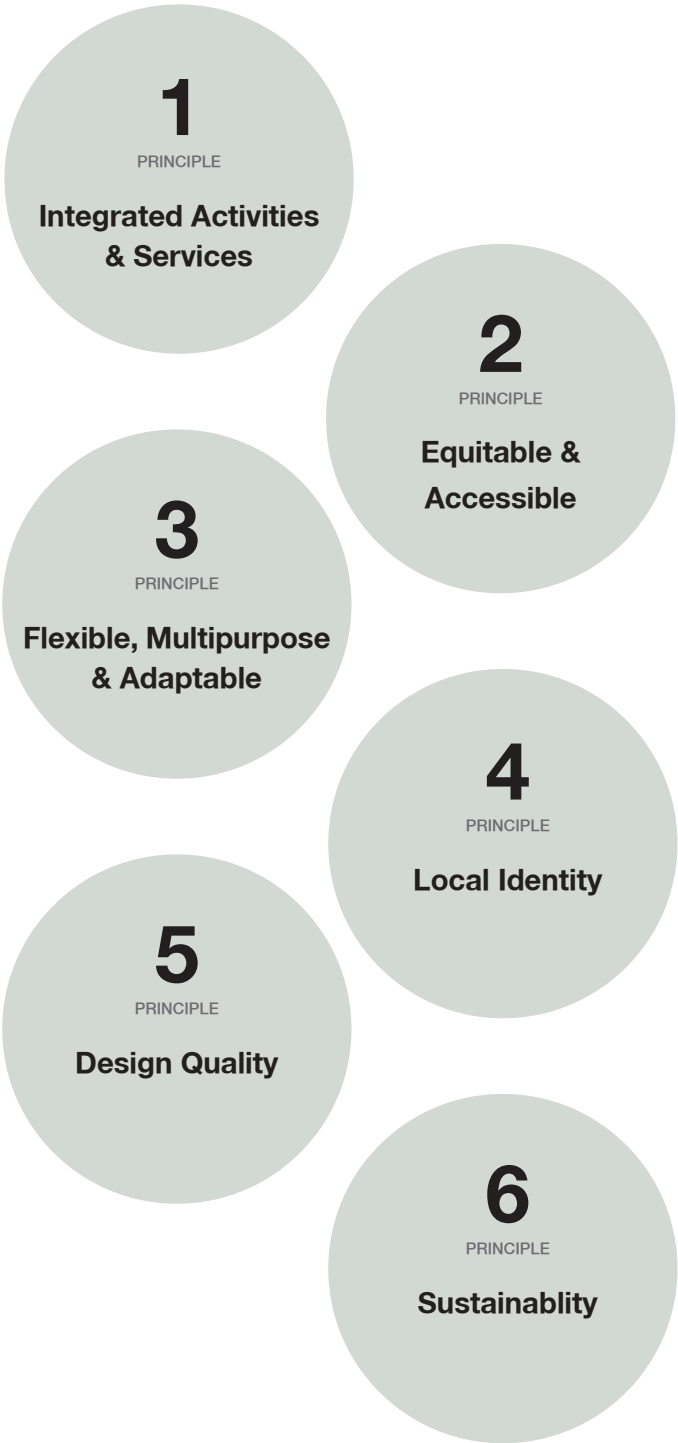 1
PRINCIPLE
Integrated Activities
& Services
2
PRINCIPLE
Equitable &
Accessible
3
PRINCIPLE
Flexible, Multipurpose
& Adaptable
4
PRINCIPLE
Local Identity
5
PRINCIPLE
Design Quality
6
PRINCIPLE
Sustainablity